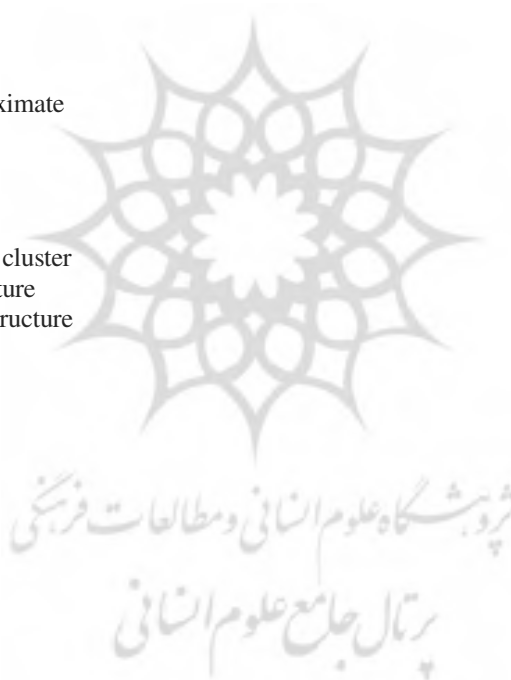 ximate
cluster
ture
ructure
پژوهشگاه علوم انسانی و مطالعات فرهنگی
پرتال جامع علوم انسانی